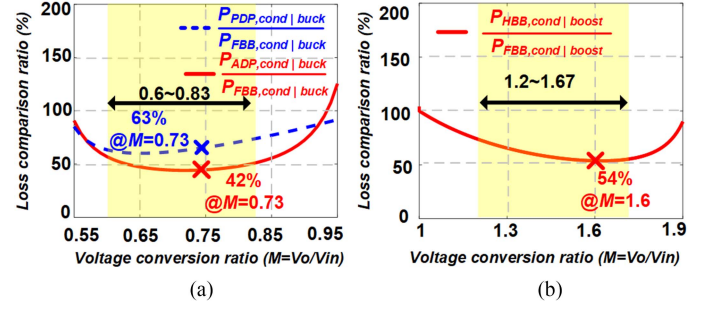 Loss comparison ratio (%)
200
150
100
50
0
P_PDP,cond | buck
P_FBB,cond | buck
P_ADP,cond | buck
P_FBB,cond | buck
0.6~0.83
63%
@M=0.73
42%
@M=0.73
0.55
0.65
0.75
0.85
0.95
Voltage conversion ratio (M=Vo/Vin)
(a)
Loss comparison ratio (%)
200
150
100
50
0
P_HBB,cond | boost
P_FBB,cond | boost
1.2~1.67
54%
@M=1.6
1
1.3
1.6
1.9
Voltage conversion ratio (M=Vo/Vin)
(b)